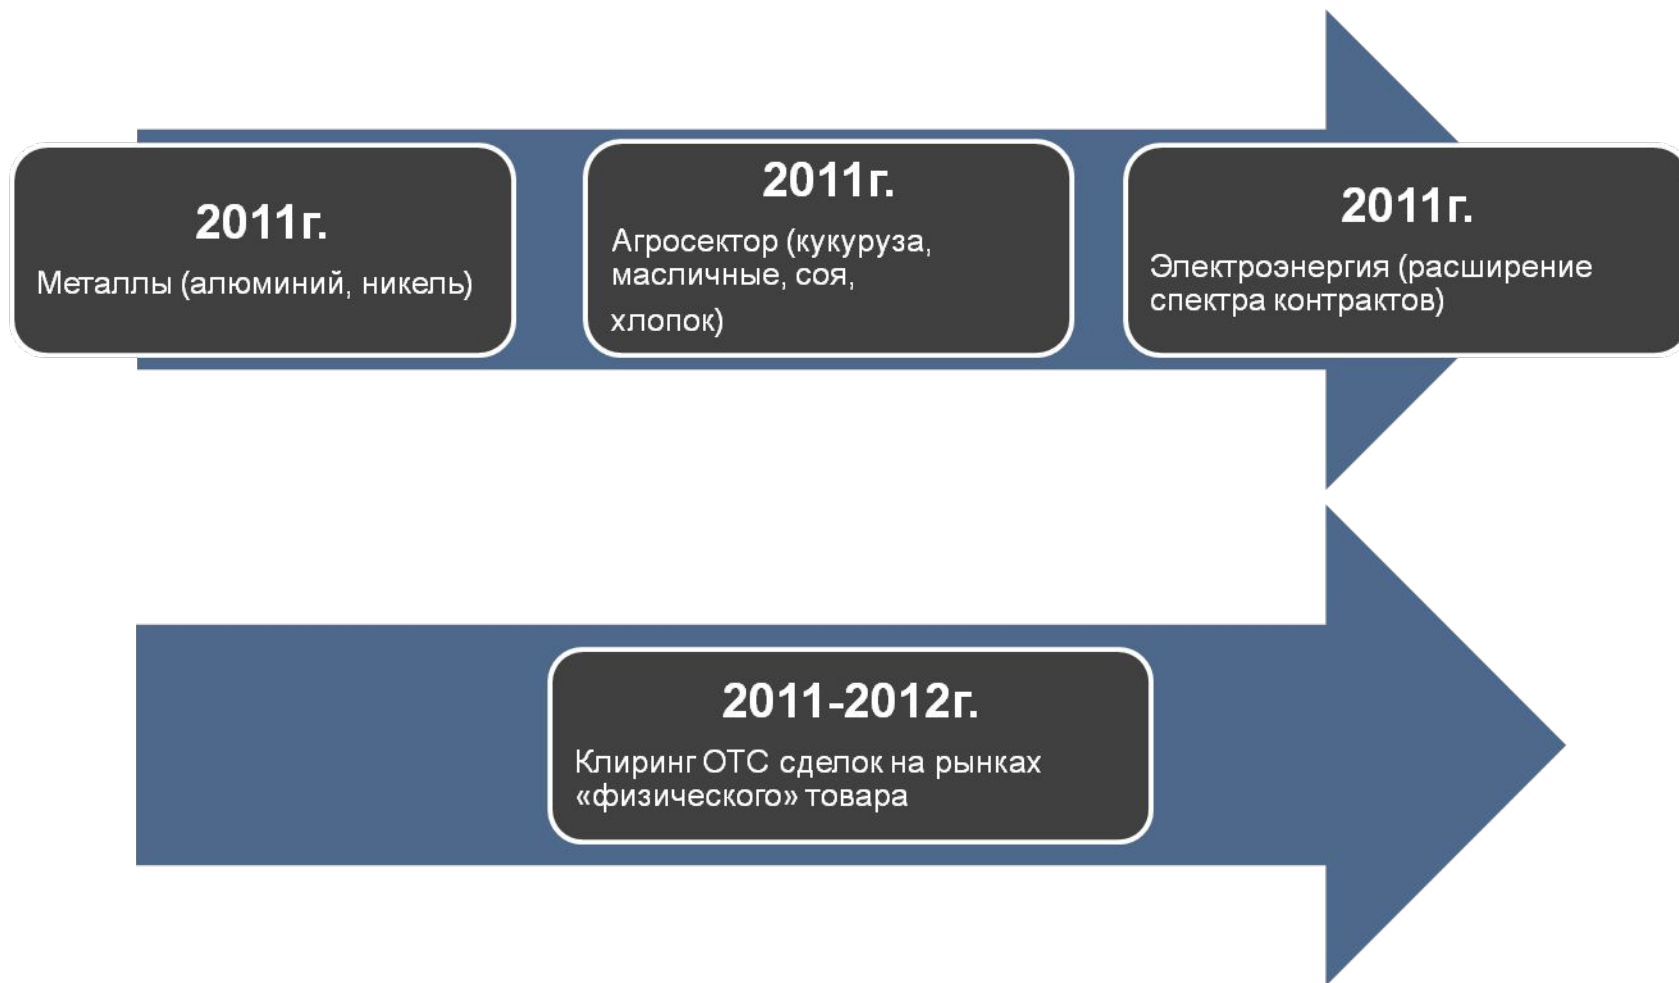 2011г.
Металлы (алюминий, никель)
2011г.
Агросектор (кукуруза,
масличные, соя,
хлопок)
2011г.
Электроэнергия (расширение
спектра контрактов)
2011-2012г.
Клиринг ОТС сделок на рынках
«физического» товара